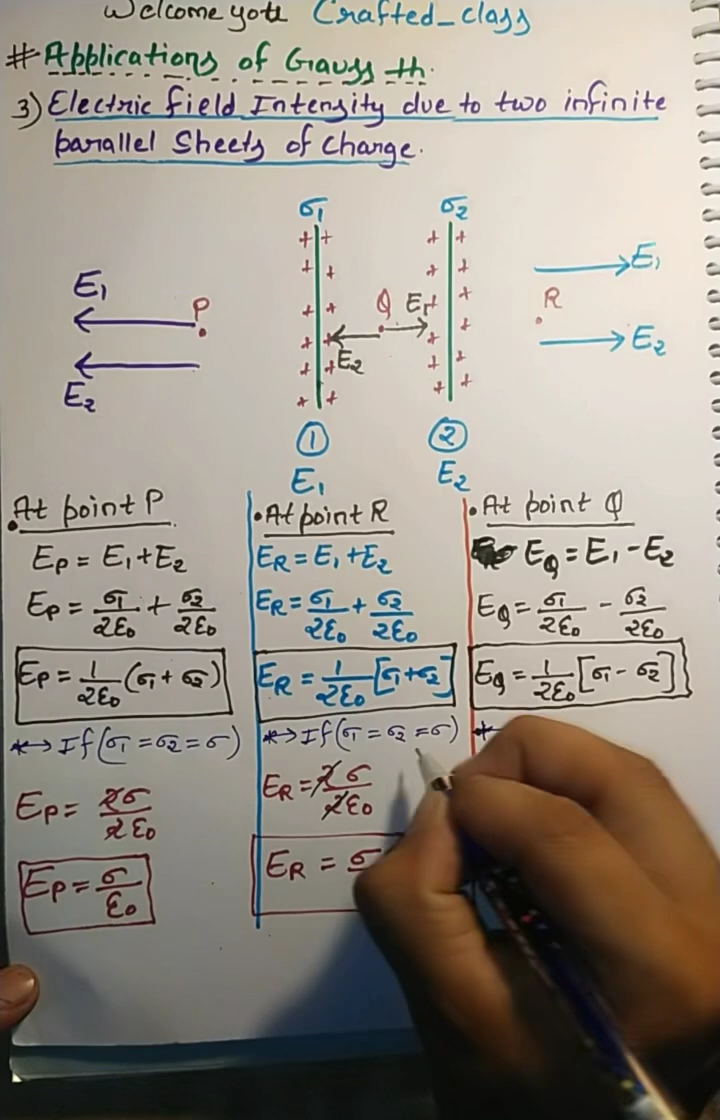 Welcome you Crafted_class
# Applications of Gauss th.
3) Electric field Intensity due to two infinite
parallel Sheets of Charge.
σ1 σ2
E1 P Q E1 R E1
E2 E2 E2
① ②
E1 E2
• At point P
EP = E1 + E2
EP = σ1/2ε0 + σ2/2ε0
EP = 1/2ε0 (σ1 + σ2)
*→ If (σ1 = σ2 = σ)
EP = 2σ/2ε0
EP = σ/ε0
• At point R
ER = E1 + E2
ER = σ1/2ε0 + σ2/2ε0
ER = 1/2ε0 [σ1 + σ2]
*→ If (σ1 = σ2 = σ)
ER = 2σ/2ε0
ER = σ
• At point Q
EQ = E1 - E2
EQ = σ1/2ε0 - σ2/2ε0
EQ = 1/2ε0 [σ1 - σ2]
*